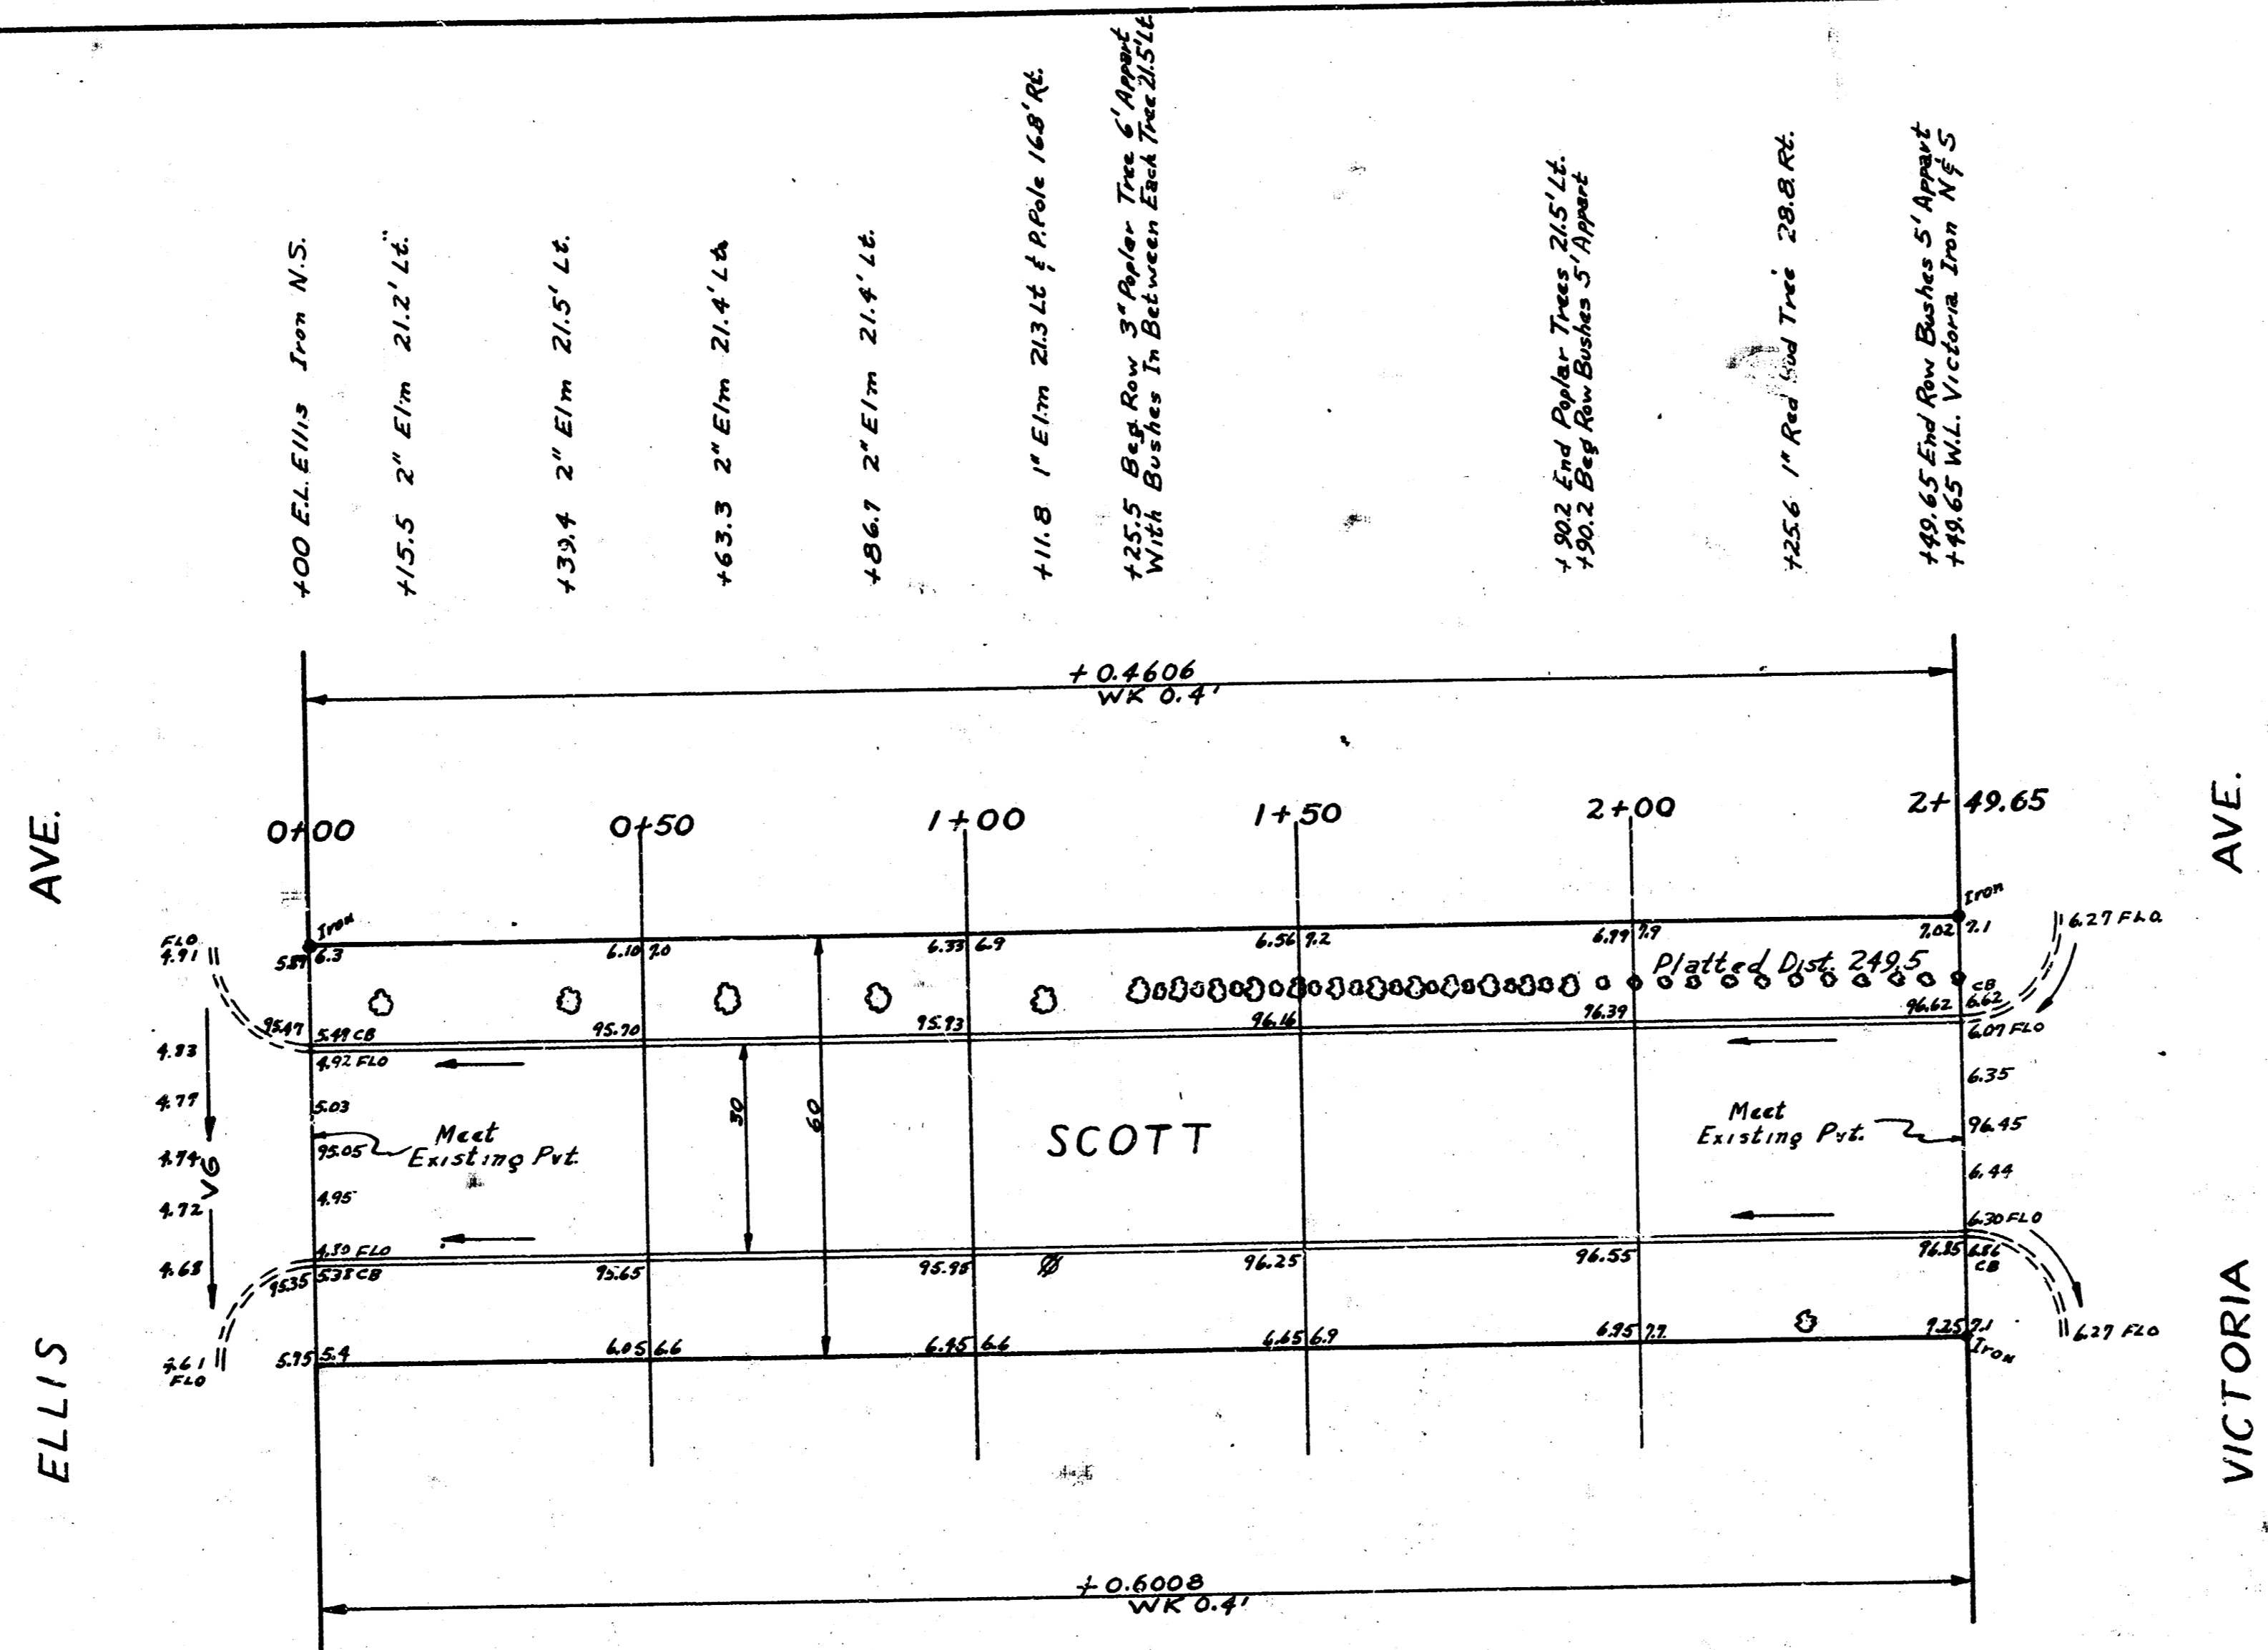 +00 E.L. Ellis Iron N.S.
+15.5 2" Elm 21.2' Lt.
+39.4 2" Elm 21.5' Lt.
+63.3 2" Elm 21.4' Lt.
+86.7 2" Elm 21.4' Lt.
+11.8 1" Elm 21.3 Lt & P.Pole 16.8' Rt.
+25.5 Beg. Row 3" Popler Tree 6' Appart
With Bushes In Between Each Tree 21.5' Lt.
+90.2 End Poplar Trees 21.5' Lt.
+90.2 Beg Row Bushes 5' Appart
+25.6 1" Red Bud Tree 28.8. Rt.
+49.65 End Row Bushes 5' Appart
+49.65 W.L. Victoria Iron N & S
+ 0.4606
WK 0.4'
0+00
0+50
1+00
1+50
2+00
2+49.65
AVE.
AVE.
Iron
Iron
FLO
4.91
6.27 FLO
6.3
6.10 7.0
6.33 6.9
6.56 7.2
6.79 7.9
7.02 7.1
Platted Dist. 249.5
CB
95.47
5.49 CB
95.70
95.93
96.16
96.39
96.62
6.62
4.92 FLO
6.07 FLO
4.83
4.77
5.03
30
60
6.35
SCOTT
Meet
Existing Pvt.
95.05
Meet
Existing Pvt.
96.45
4.74
VG
4.95
6.44
4.72
6.30 FLO
4.68
FLO
95.35
5.38 CB
95.65
95.95
96.25
96.55
96.85
6.86
CB
4.61
FLO
5.75 5.4
6.05 6.6
6.45 6.6
6.65 6.9
6.95 7.7
7.25 7.1
Iron
6.27 FLO
ELLIS
VICTORIA
+ 0.6008
WK 0.4'